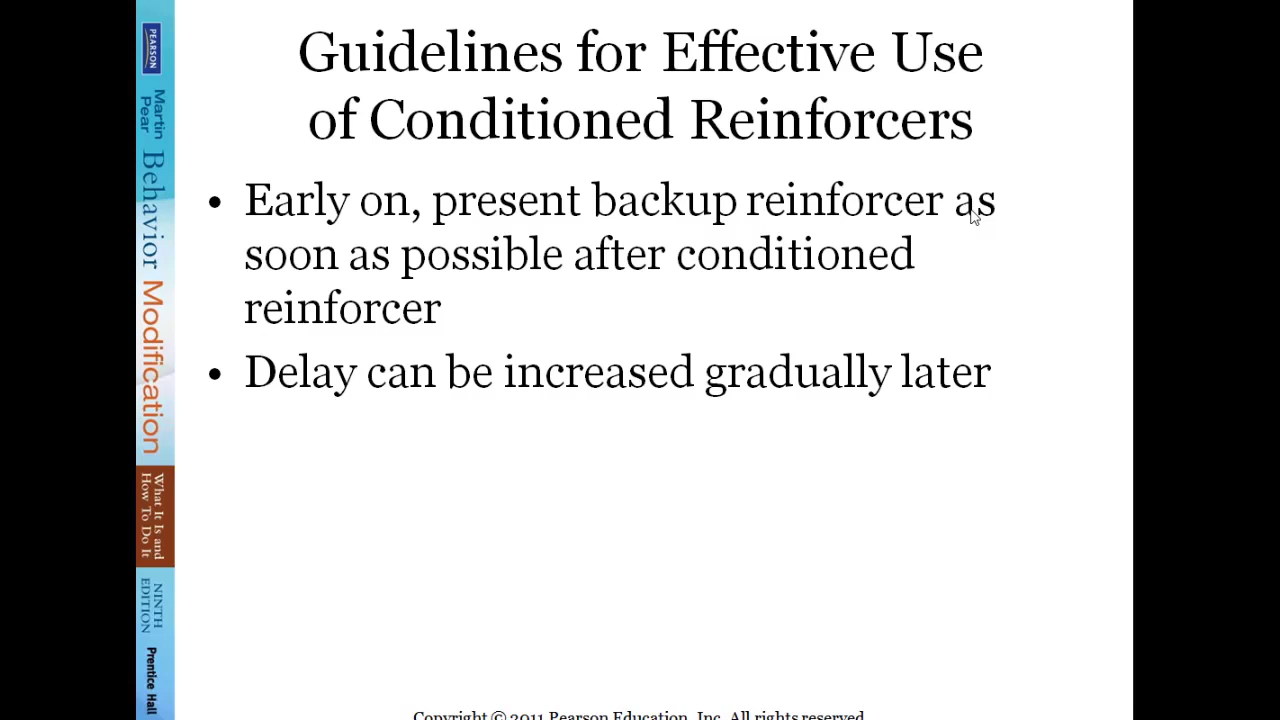 Guidelines for Effective Use
of Conditioned Reinforcers
• Early on, present backup reinforcer as
soon as possible after conditioned
reinforcer
• Delay can be increased gradually later
PEARSON
Martin
Pear
Behavior Modification
What It Is and
How To Do It
NINTH
EDITION
Prentice Hall
Copyright © 2011 Pearson Education, Inc. All rights reserved.